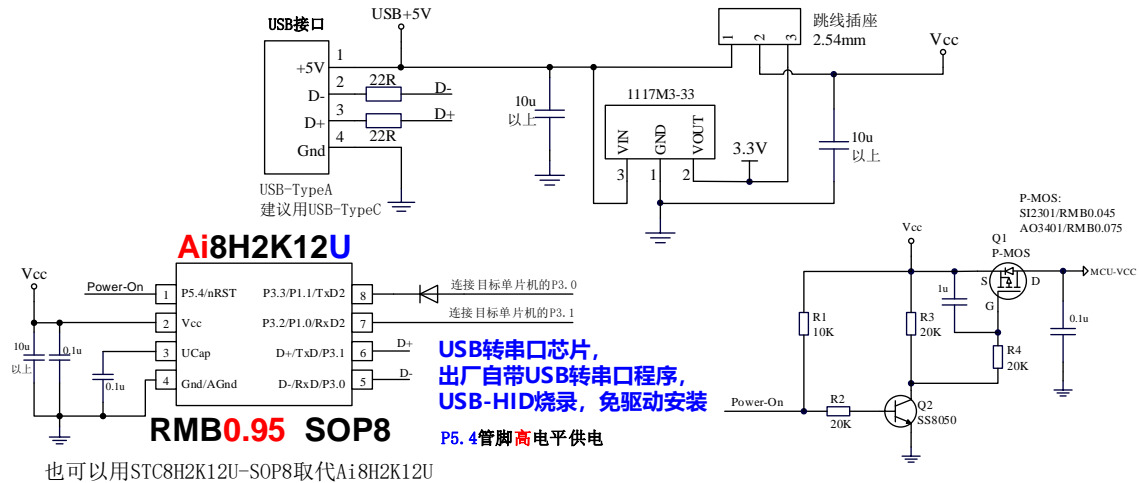 USB接口
USB+5V
1
+5V
2
22R
D-
D-
3
D+
D+
4
22R
Gnd
USB-TypeA
建议用USB-TypeC
10u
以上
1
2
3
跳线插座
2.54mm
Vcc
1117M3-33
VIN
GND
VOUT
3
1
2
3.3V
10u
以上
Ai8H2K12U
Vcc
Power-On
1
P5.4/nRST
P3.3/P1.1/TxD2
8
连接目标单片机的P3.0
2
Vcc
P3.2/P1.0/RxD2
7
连接目标单片机的P3.1
3
UCap
D+/TxD/P3.1
6
D+
4
Gnd/AGnd
D-/RxD/P3.0
5
D-
10u
以上
0.1u
0.1u
RMB0.95 SOP8
USB转串口芯片,
出厂自带USB转串口程序,
USB-HID烧录，免驱动安装
P5.4管脚高电平供电
也可以用STC8H2K12U-SOP8取代Ai8H2K12U
P-MOS:
SI2301/RMB0.045
AO3401/RMB0.075
Vcc
Q1
P-MOS
S
D
G
MCU-VCC
1u
0.1u
R1
10K
R3
20K
R4
20K
Power-On
R2
20K
Q2
SS8050